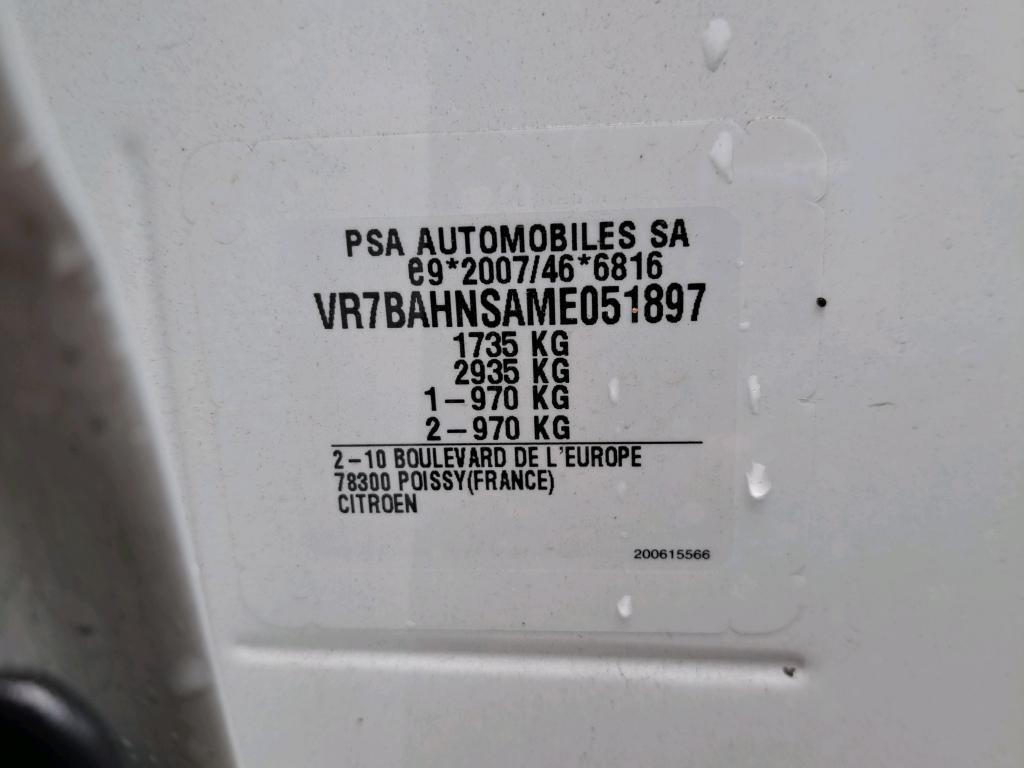 PSA AUTOMOBILES SA
e9*2007/46*6816
VR7BAHNSAME051897
1735 KG
2935 KG
1-970 KG
2-970 KG
2-10 BOULEVARD DE L'EUROPE
78300 POISSY(FRANCE)
CITROEN
200615566